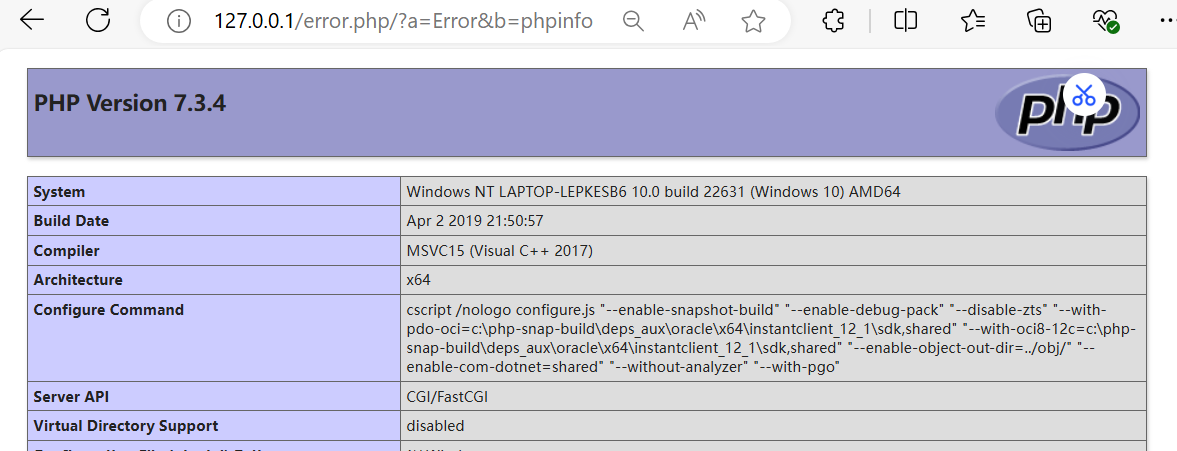 127.0.0.1/error.php/?a=Error&b=phpinfo
PHP Version 7.3.4
php
System Windows NT LAPTOP-LEPKESB6 10.0 build 22631 (Windows 10) AMD64
Build Date Apr 2 2019 21:50:57
Compiler MSVC15 (Visual C++ 2017)
Architecture x64
Configure Command cscript /nologo configure.js "--enable-snapshot-build" "--enable-debug-pack" "--disable-zts" "--with-
pdo-oci=c:\php-snap-build\deps_aux\oracle\x64\instantclient_12_1\sdk,shared" "--with-oci8-12c=c:\php-
snap-build\deps_aux\oracle\x64\instantclient_12_1\sdk,shared" "--enable-object-out-dir=../obj/" "--
enable-com-dotnet=shared" "--without-analyzer" "--with-pgo"
Server API CGI/FastCGI
Virtual Directory Support disabled